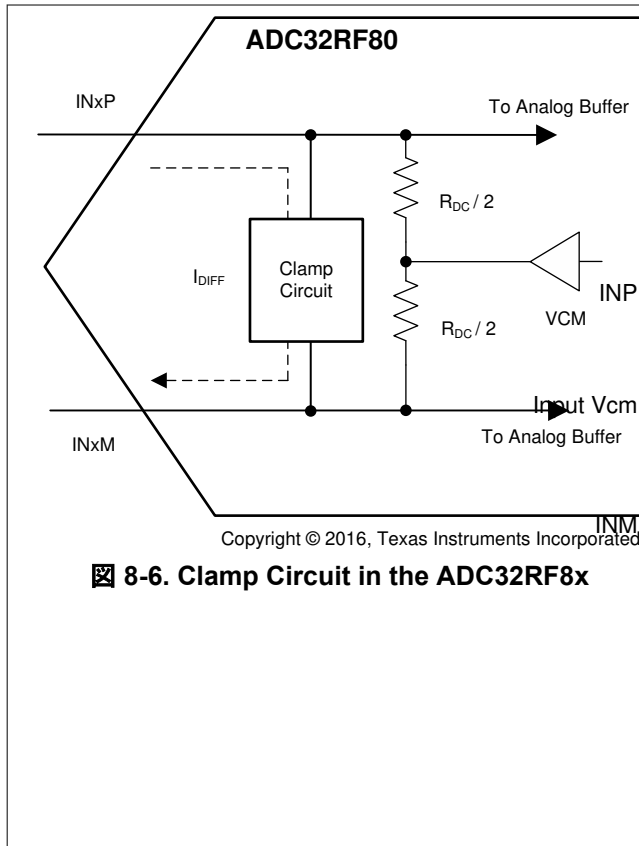 ADC32RF80
INxP
To Analog Buffer
R_DC / 2
I_DIFF
Clamp
Circuit
INP
VCM
R_DC / 2
Input Vcm
To Analog Buffer
INxM
INM
Copyright © 2016, Texas Instruments Incorporated
図 8-6. Clamp Circuit in the ADC32RF8x